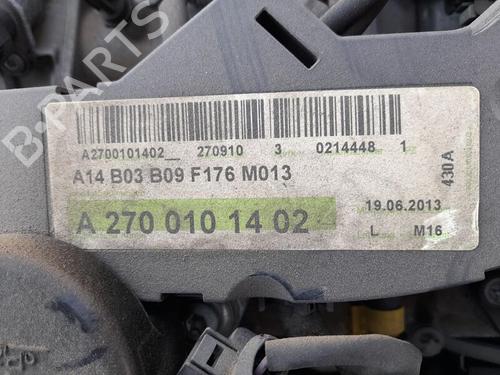 A2700101402__ 270910 3 0214448 1
A14 B03 B09 F176 M013
430A
A 270 010 14 02
19.06.2013
L M16
B-PARTS